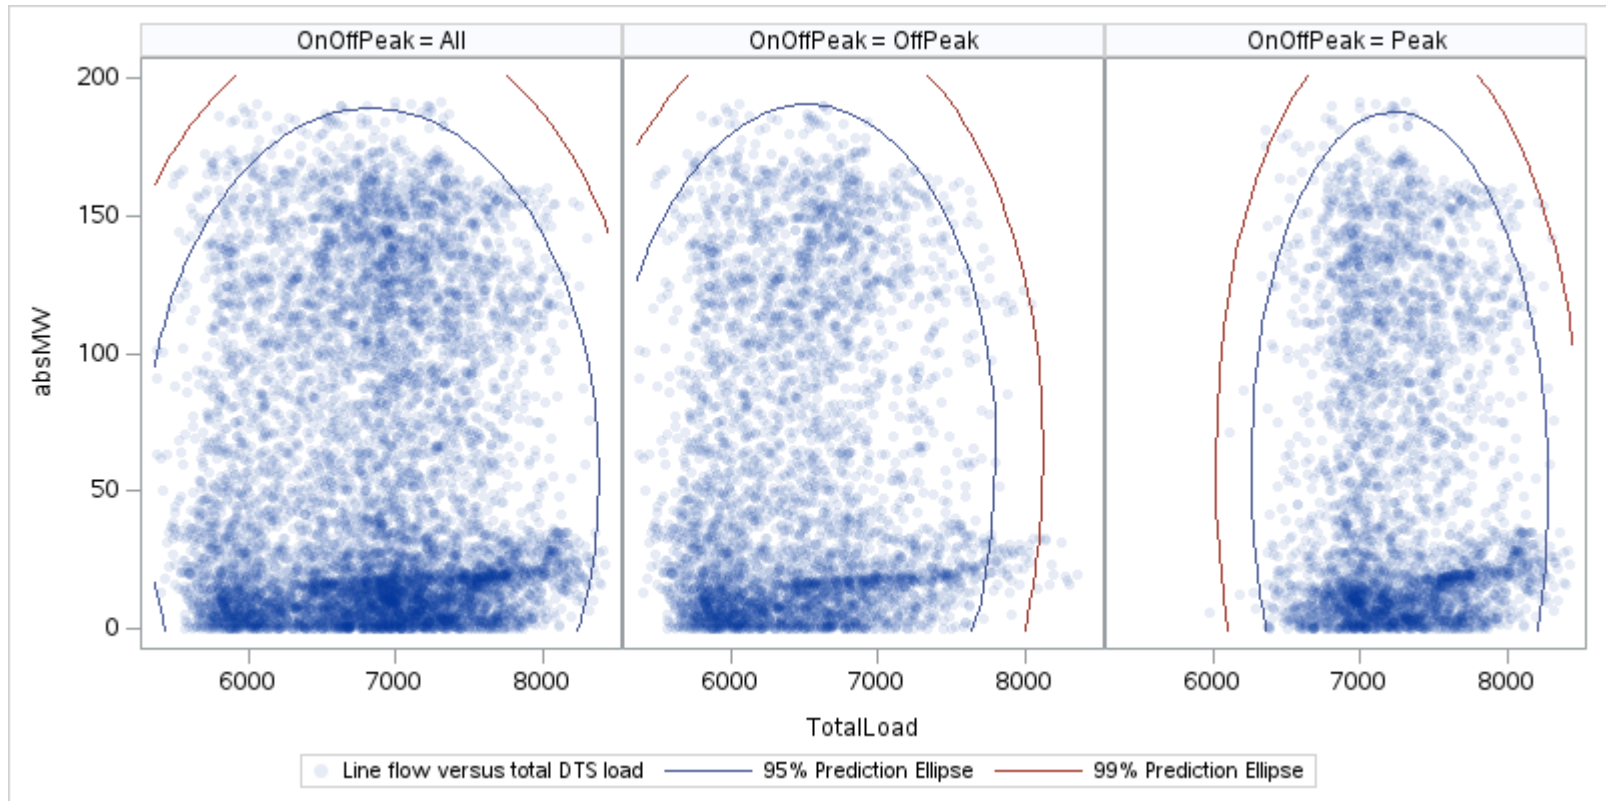 OnOffPeak = All
OnOffPeak = OffPeak
OnOffPeak = Peak
absMW
200
150
100
50
0
6000 7000 8000
6000 7000 8000
6000 7000 8000
TotalLoad
Line flow versus total DTS load
95% Prediction Ellipse
99% Prediction Ellipse